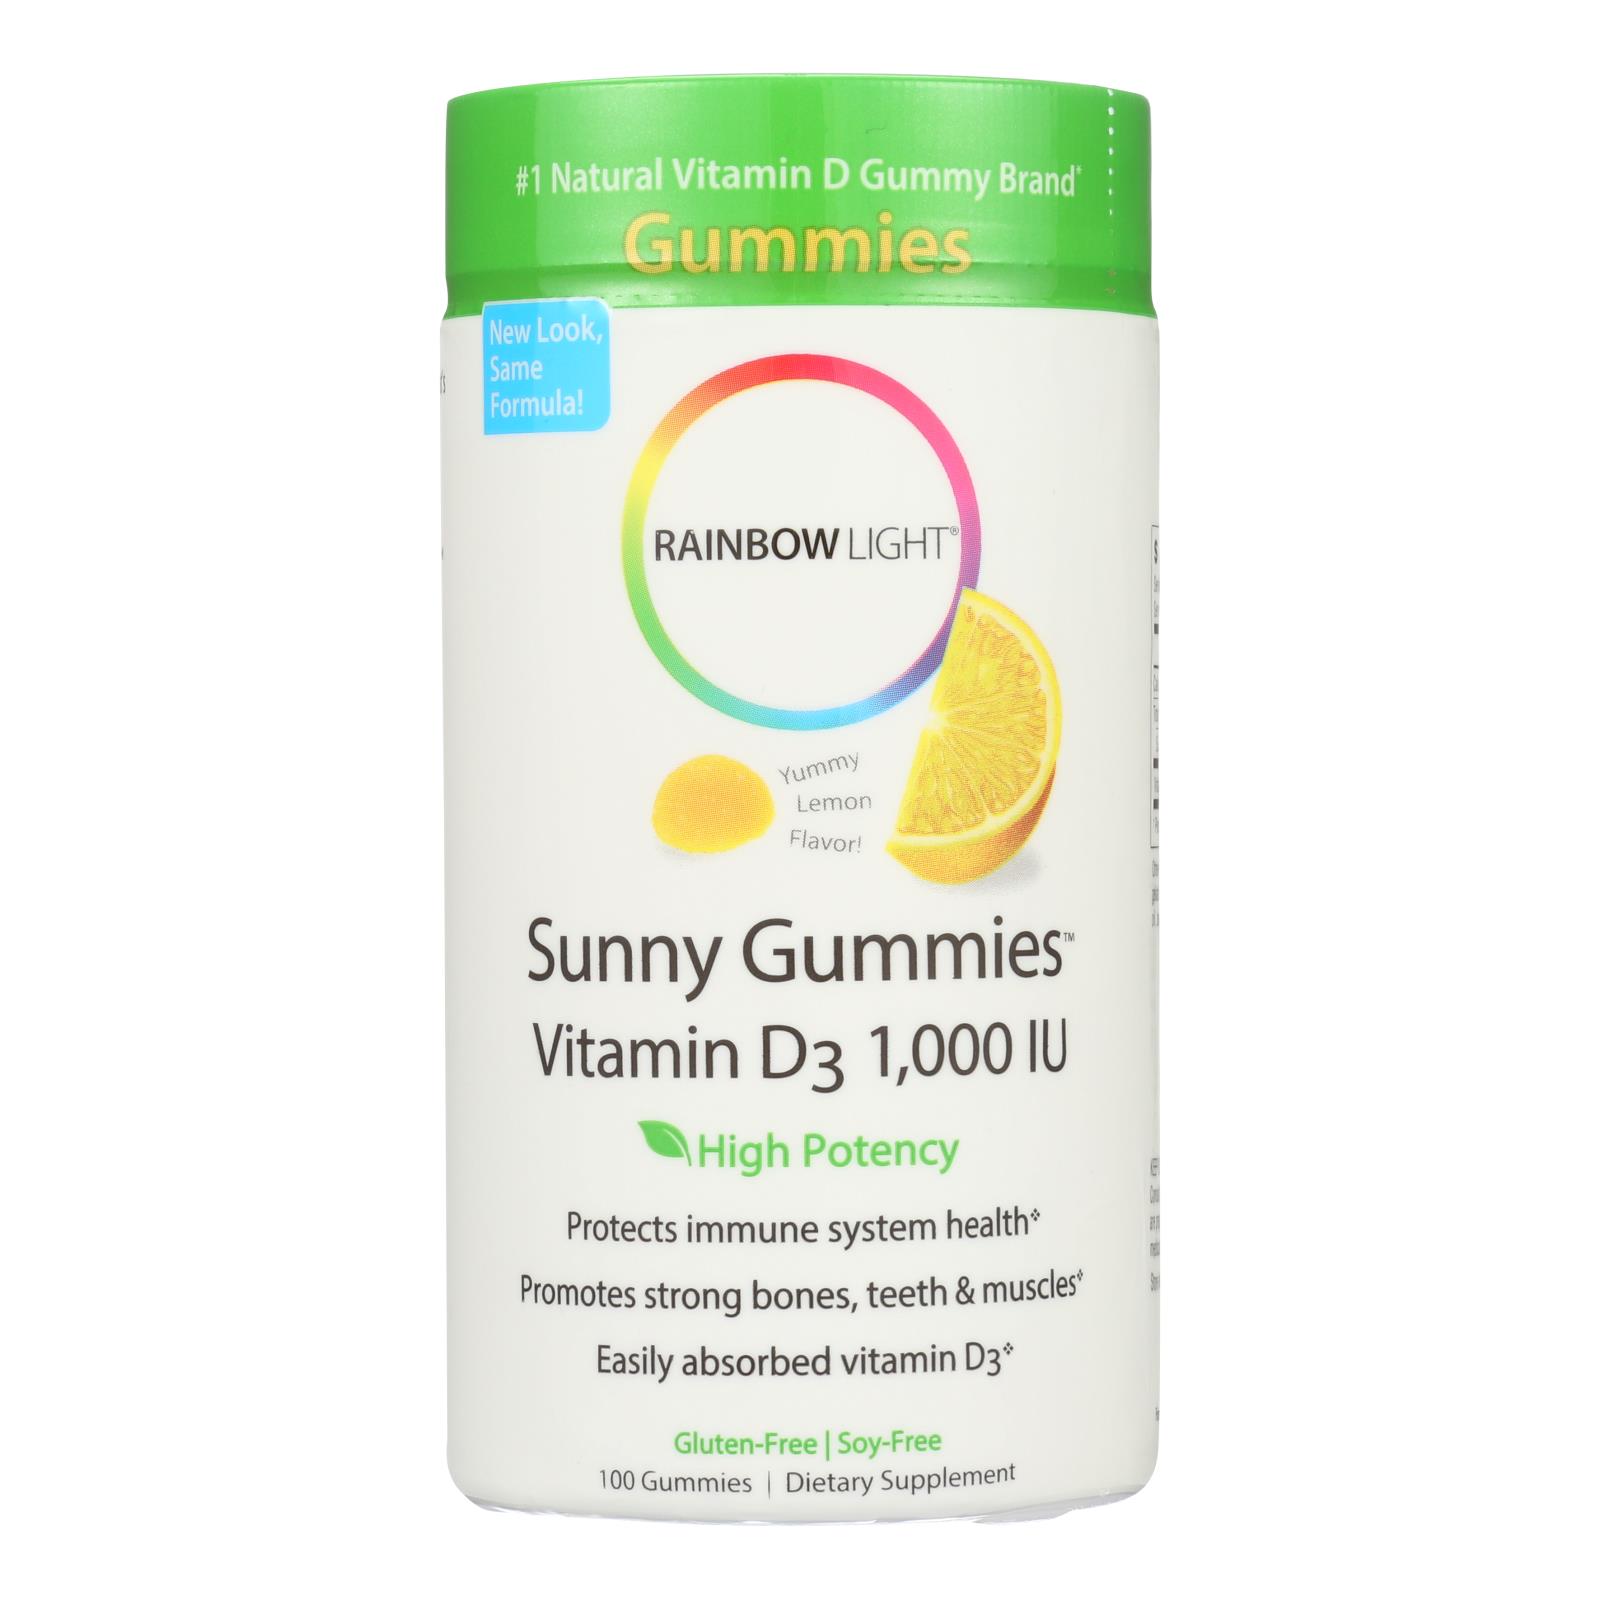 #1 Natural Vitamin D Gummy Brand*
Gummies
New Look,
Same
Formula!
RAINBOW LIGHT®
Yummy
Lemon
Flavor!
Sunny Gummies™
Vitamin D3 1,000 IU
High Potency
Protects immune system health❖
Promotes strong bones, teeth & muscles❖
Easily absorbed vitamin D3❖
Gluten-Free | Soy-Free
100 Gummies | Dietary Supplement